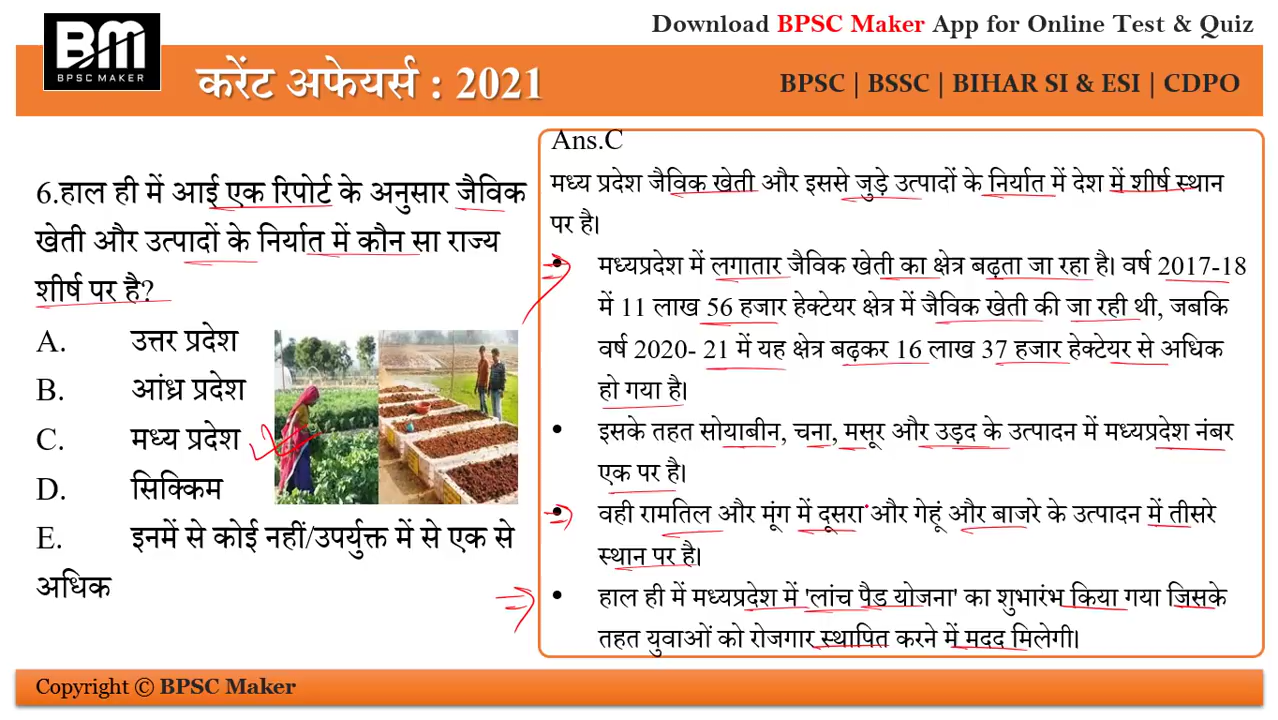 BM
BPSC MAKER
Download BPSC Maker App for Online Test & Quiz
करेंट अफेयर्स : 2021
BPSC | BSSC | BIHAR SI & ESI | CDPO
6.हाल ही में आई एक रिपोर्ट के अनुसार जैविक
खेती और उत्पादों के निर्यात में कौन सा राज्य
शीर्ष पर है?
A. उत्तर प्रदेश
B. आंध्र प्रदेश
C. मध्य प्रदेश
D. सिक्किम
E. इनमें से कोई नहीं/उपर्युक्त में से एक से
अधिक
Ans.C
मध्य प्रदेश जैविक खेती और इससे जुड़े उत्पादों के निर्यात में देश में शीर्ष स्थान
पर है।
• मध्यप्रदेश में लगातार जैविक खेती का क्षेत्र बढ़ता जा रहा है। वर्ष 2017-18
में 11 लाख 56 हजार हेक्टेयर क्षेत्र में जैविक खेती की जा रही थी, जबकि
वर्ष 2020- 21 में यह क्षेत्र बढ़कर 16 लाख 37 हजार हेक्टेयर से अधिक
हो गया है।
• इसके तहत सोयाबीन, चना, मसूर और उड़द के उत्पादन में मध्यप्रदेश नंबर
एक पर है।
• वही रामतिल और मूंग में दूसरा और गेहूं और बाजरे के उत्पादन में तीसरे
स्थान पर है।
• हाल ही में मध्यप्रदेश में 'लांच पैड योजना' का शुभारंभ किया गया जिसके
तहत युवाओं को रोजगार स्थापित करने में मदद मिलेगी।
Copyright © BPSC Maker